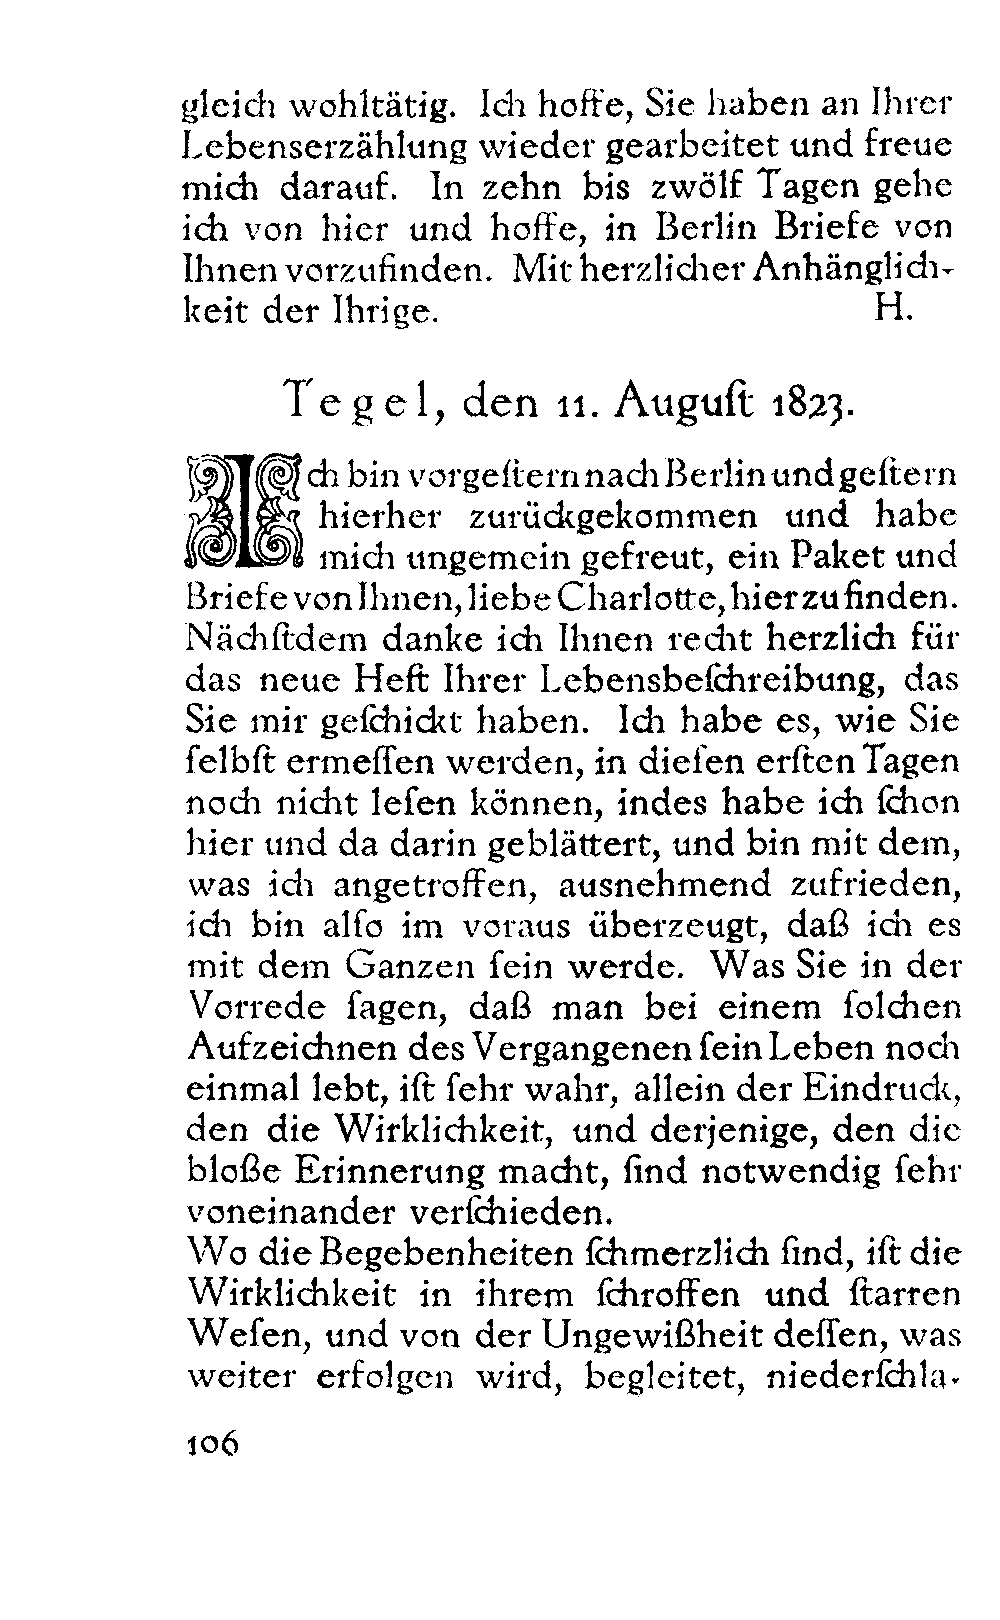 gleich wohltätig. Ich hoffe, Sie haben an Ihrer
Lebenserzählung wieder gearbeitet und freue
mich darauf. In zehn bis zwölf Tagen gehe
ich von hier und hoffe, in Berlin Briefe von
Ihnen vorzufinden. Mit herzlicher Anhänglich-
keit der Ihrige. H.
Tegel, den 11. Auguſt 1823.
Ich bin vorgeſtern nach Berlin und geſtern
hierher zurückgekommen und habe
mich ungemein gefreut, ein Paket und
Briefe von Ihnen, liebe Charlotte, hier zu finden.
Nächſtdem danke ich Ihnen recht herzlich für
das neue Heft Ihrer Lebensbeſchreibung, das
Sie mir geſchickt haben. Ich habe es, wie Sie
ſelbſt ermeſſen werden, in dieſen erſten Tagen
noch nicht leſen können, indes habe ich ſchon
hier und da darin geblättert, und bin mit dem,
was ich angetroffen, ausnehmend zufrieden,
ich bin alſo im voraus überzeugt, daß ich es
mit dem Ganzen ſein werde. Was Sie in der
Vorrede ſagen, daß man bei einem ſolchen
Aufzeichnen des Vergangenen ſein Leben noch
einmal lebt, iſt ſehr wahr, allein der Eindruck,
den die Wirklichkeit, und derjenige, den die
bloße Erinnerung macht, ſind notwendig ſehr
voneinander verſchieden.
Wo die Begebenheiten ſchmerzlich ſind, iſt die
Wirklichkeit in ihrem ſchroffen und ſtarren
Weſen, und von der Ungewißheit deſſen, was
weiter erfolgen wird, begleitet, niederſchla-
106